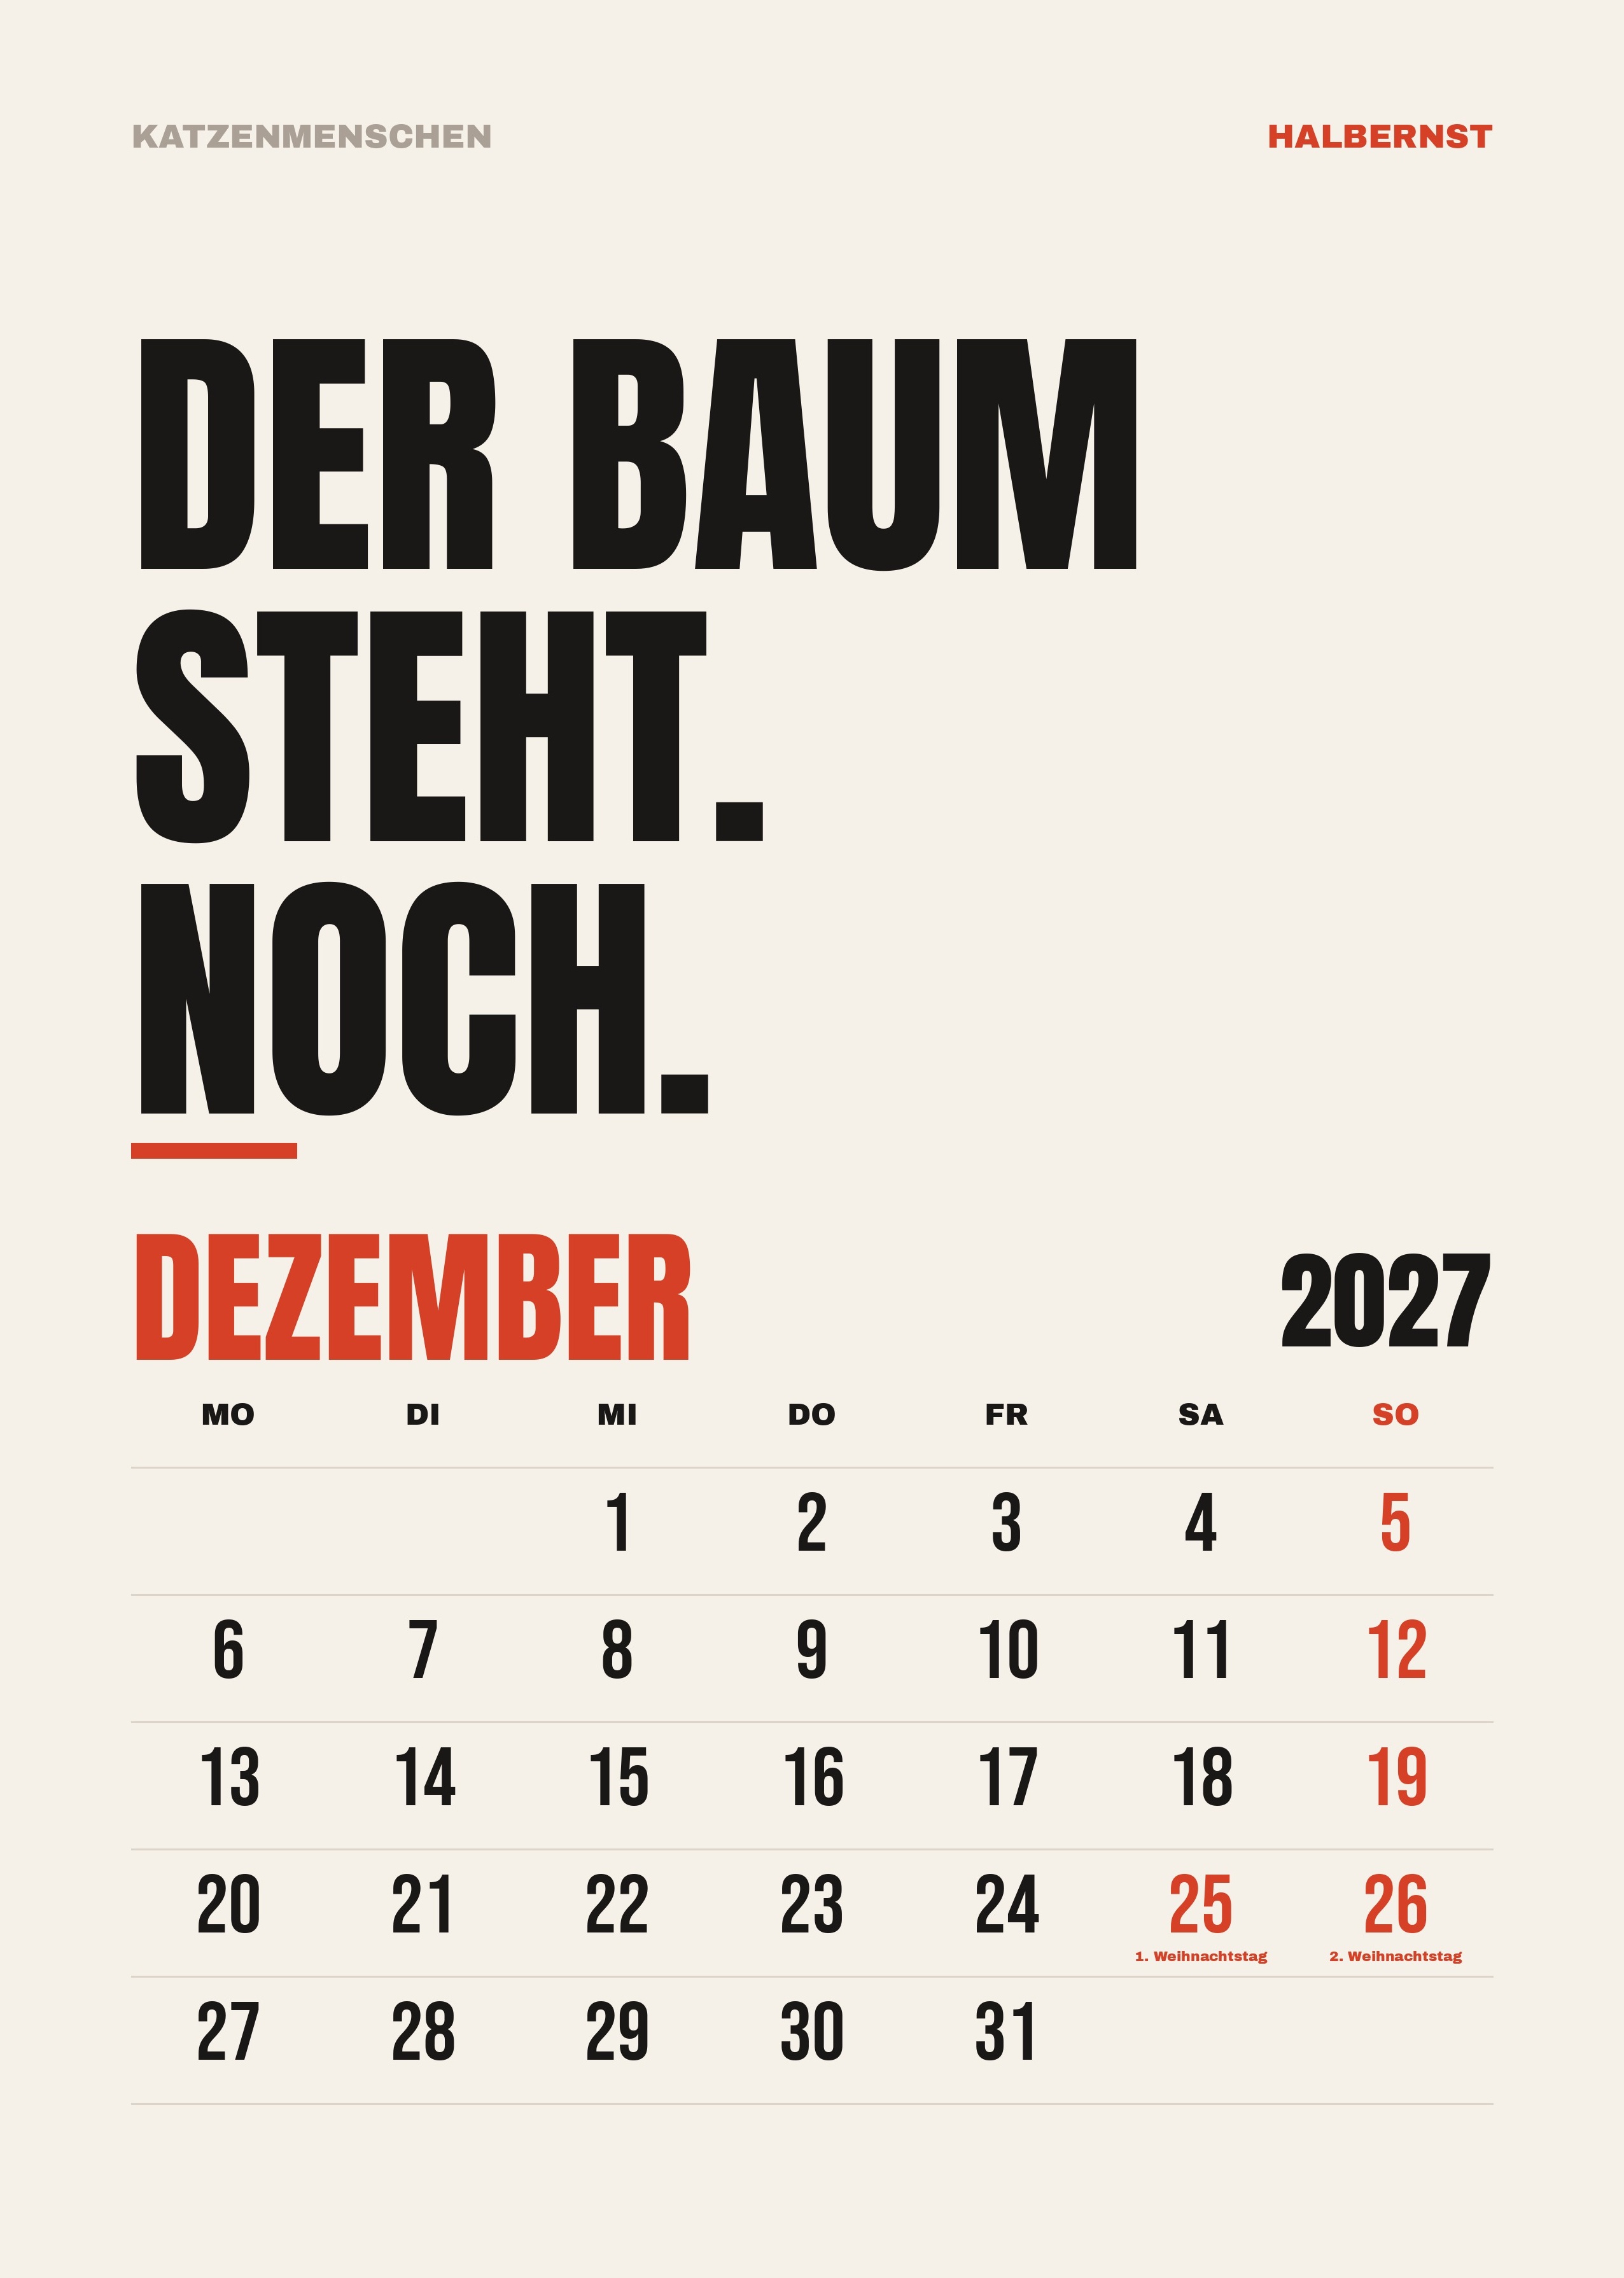 KATZENMENSCHEN HALBERNST
DER BAUM
STEHT.
NOCH.
DEZEMBER 2027
MO DI MI DO FR SA SO
1 2 3 4 5
6 7 8 9 10 11 12
13 14 15 16 17 18 19
20 21 22 23 24 25 26
1. Weihnachtstag 2. Weihnachtstag
27 28 29 30 31